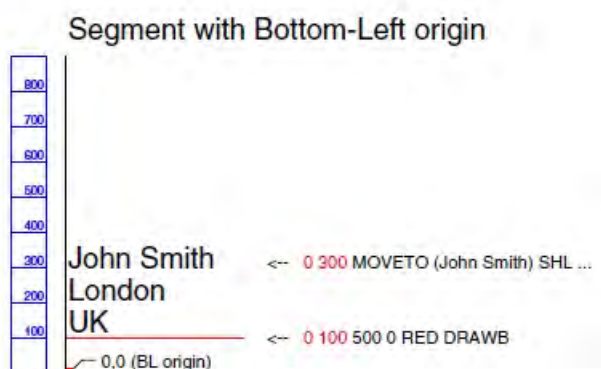 Segment with Bottom-Left origin
800
700
600
500
400
300
200
100
John Smith
London
UK
<-- 0 300 MOVETO (John Smith) SHL ...
<-- 0 100 500 0 RED DRAWB
0,0 (BL origin)